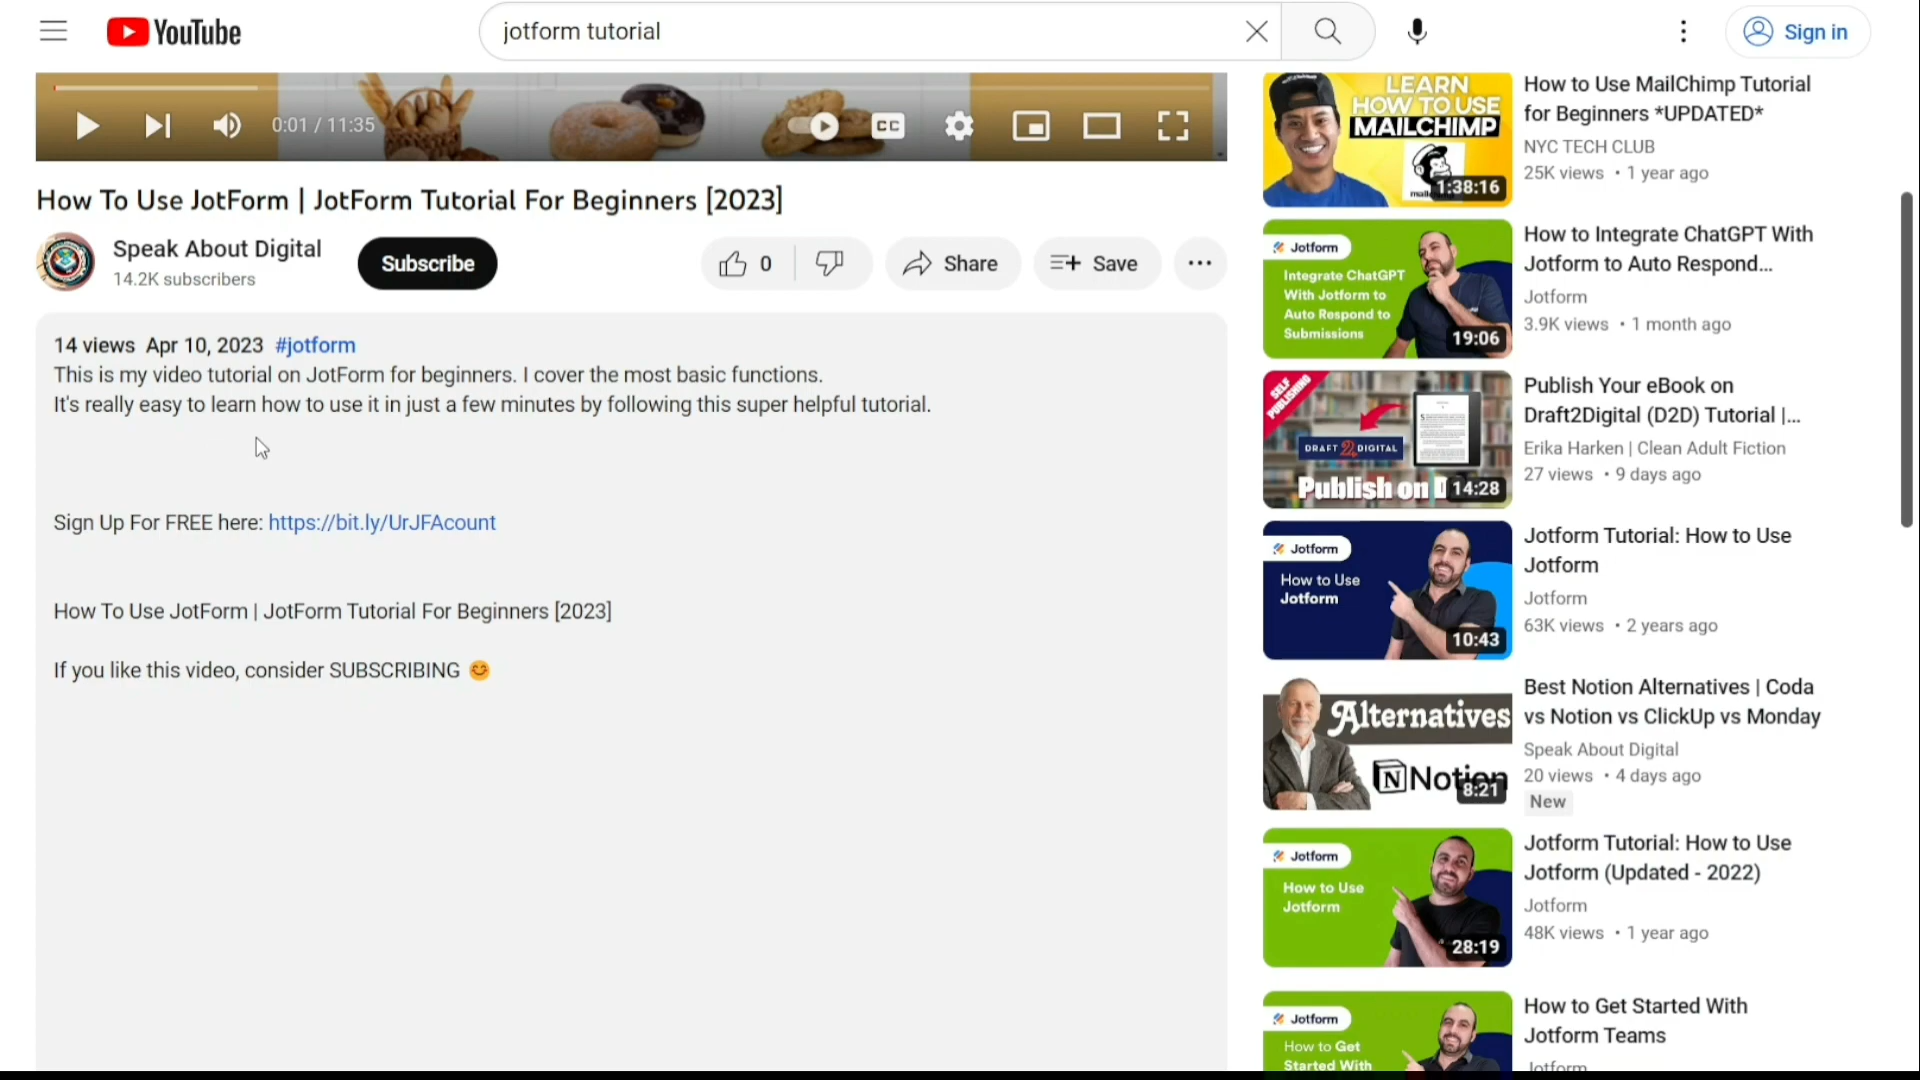 YouTube
jotform tutorial
Sign in
0:01 / 11:35
CC
How To Use JotForm | JotForm Tutorial For Beginners [2023]
Speak About Digital
14.2K subscribers
Subscribe
0
Share
Save
14 views Apr 10, 2023 #jotform
This is my video tutorial on JotForm for beginners. I cover the most basic functions.
It's really easy to learn how to use it in just a few minutes by following this super helpful tutorial.
Sign Up For FREE here: https://bit.ly/UrJFAcount
How To Use JotForm | JotForm Tutorial For Beginners [2023]
If you like this video, consider SUBSCRIBING 😊
LEARN
HOW TO USE
MAILCHIMP
1:38:16
How to Use MailChimp Tutorial
for Beginners *UPDATED*
NYC TECH CLUB
25K views • 1 year ago
Jotform
Integrate ChatGPT
With Jotform to
Auto Respond to
Submissions
19:06
How to Integrate ChatGPT With
Jotform to Auto Respond...
Jotform
3.9K views • 1 month ago
SELF
PUBLISHING
DRAFT 2 DIGITAL
Publish on D
14:28
Publish Your eBook on
Draft2Digital (D2D) Tutorial |...
Erika Harken | Clean Adult Fiction
27 views • 9 days ago
Jotform
How to Use
Jotform
10:43
Jotform Tutorial: How to Use
Jotform
Jotform
63K views • 2 years ago
Alternatives
N Notion
8:21
Best Notion Alternatives | Coda
vs Notion vs ClickUp vs Monday
Speak About Digital
20 views • 4 days ago
New
Jotform
How to Use
Jotform
28:19
Jotform Tutorial: How to Use
Jotform (Updated - 2022)
Jotform
48K views • 1 year ago
Jotform
How to Get
Started With
How to Get Started With
Jotform Teams
Jotform